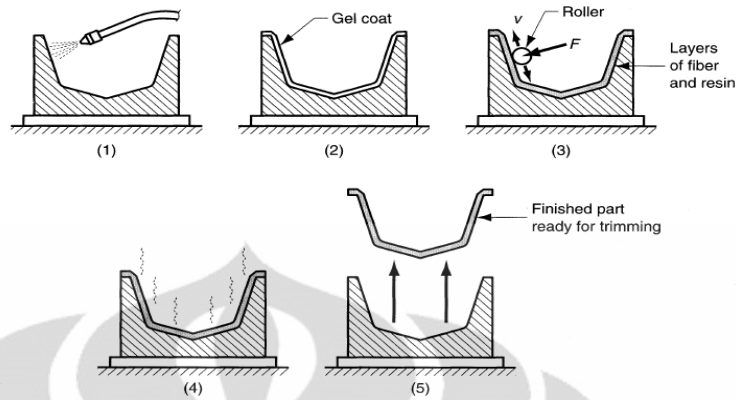 Gel coat
v
Roller
F
Layers
of fiber
and resin
(1)
(2)
(3)
Finished part
ready for trimming
(4)
(5)